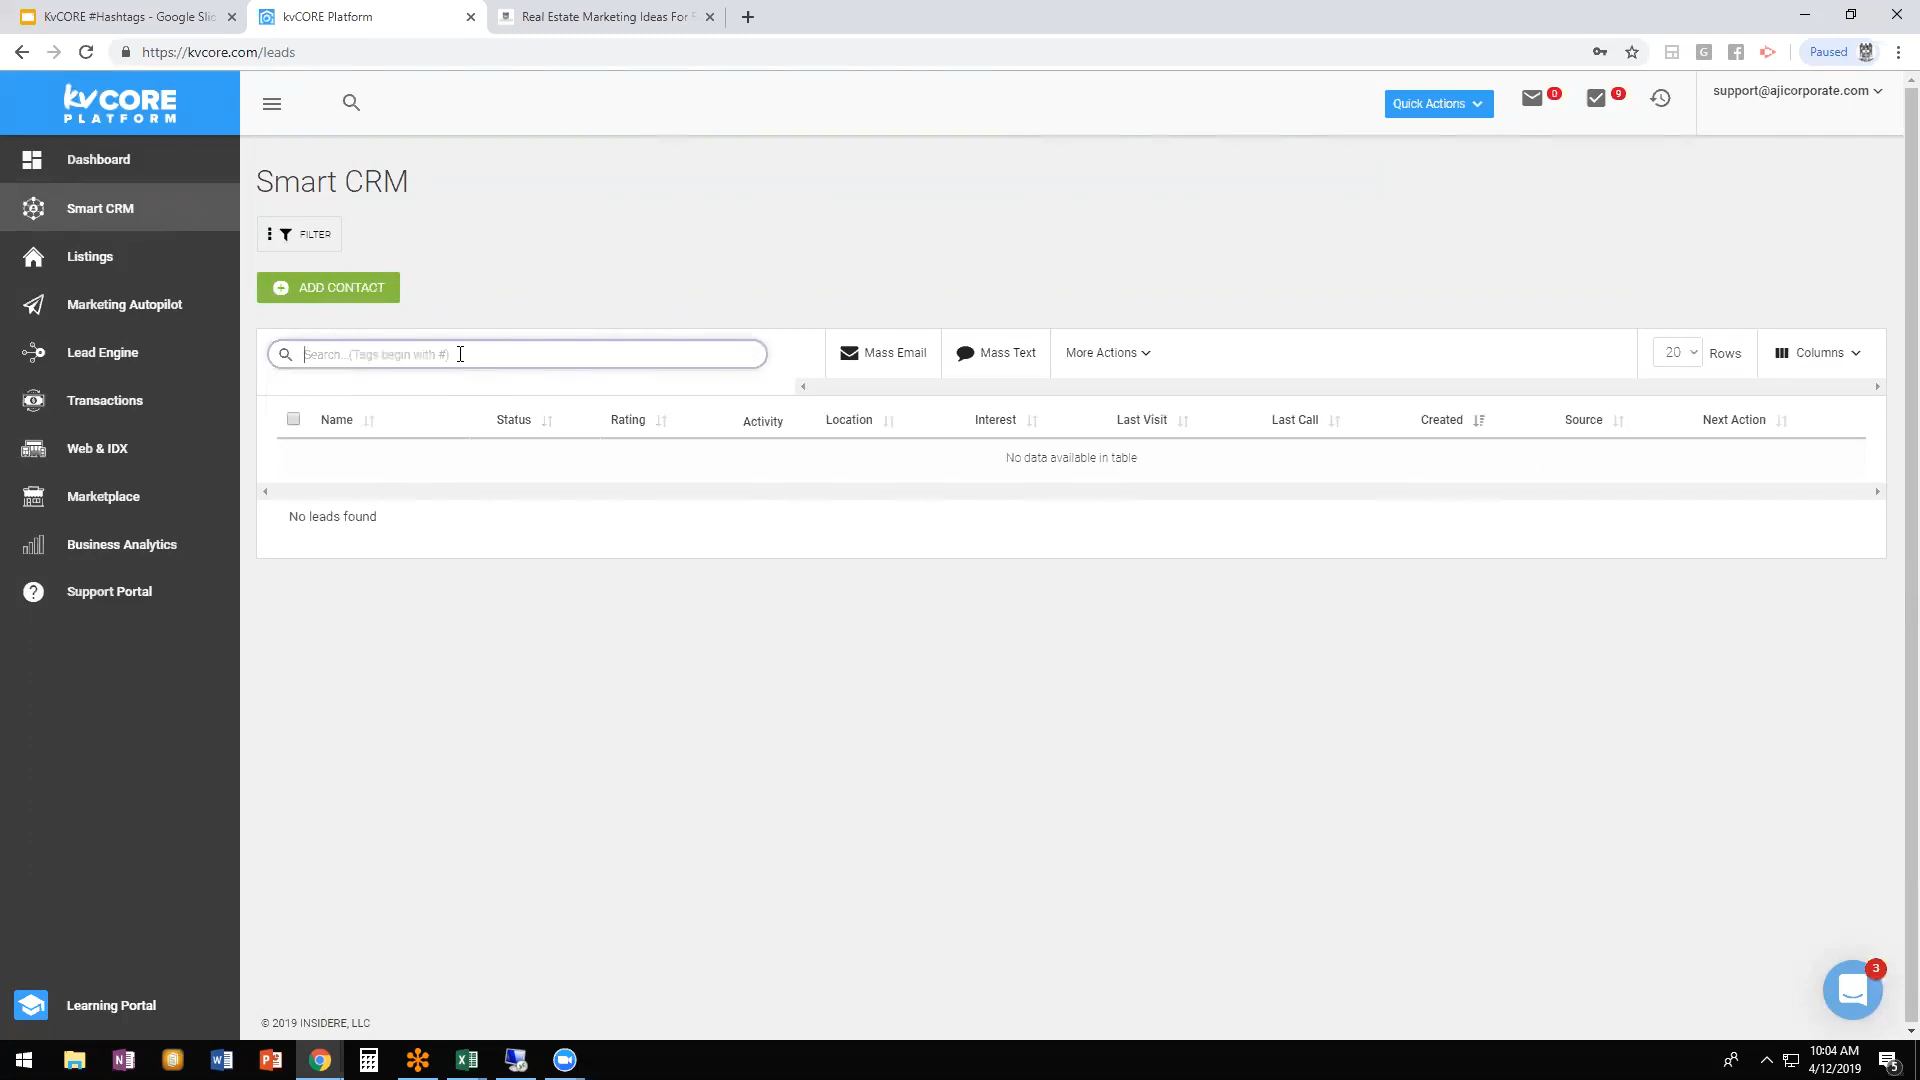 KvCORE #Hashtags - Google Slic
kvCORE Platform
Real Estate Marketing Ideas For
https://kvcore.com/leads
Paused
kvCORE
PLATFORM
Quick Actions
0
9
support@ajicorporate.com
Dashboard
Smart CRM
Listings
Marketing Autopilot
Lead Engine
Transactions
Web & IDX
Marketplace
Business Analytics
Support Portal
Learning Portal
Smart CRM
FILTER
ADD CONTACT
Search...(Tags begin with #)
Mass Email
Mass Text
More Actions
20 Rows
Columns
Name Status Rating Activity Location Interest Last Visit Last Call Created Source Next Action
No data available in table
No leads found
3
© 2019 INSIDERE, LLC
10:04 AM
4/12/2019
5